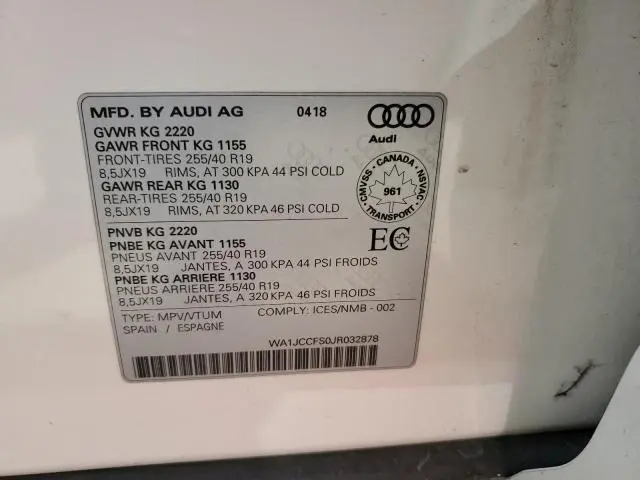 MFD. BY AUDI AG 0418
Audi
GVWR KG 2220
GAWR FRONT KG 1155
FRONT-TIRES 255/40 R19
8,5JX19 RIMS, AT 300 KPA 44 PSI COLD
GAWR REAR KG 1130
REAR-TIRES 255/40 R19
8,5JX19 RIMS, AT 320 KPA 46 PSI COLD
CMVSS - CANADA - NSVAC
961
- TRANSPORT -
PNVB KG 2220
PNBE KG AVANT 1155
PNEUS AVANT 255/40 R19
8,5JX19 JANTES, A 300 KPA 44 PSI FROIDS
PNBE KG ARRIERE 1130
PNEUS ARRIERE 255/40 R19
8,5JX19 JANTES, A 320 KPA 46 PSI FROIDS
EC
TYPE: MPV/VTUM COMPLY: ICES/NMB - 002
SPAIN / ESPAGNE
WA1JCCFS0JR032878